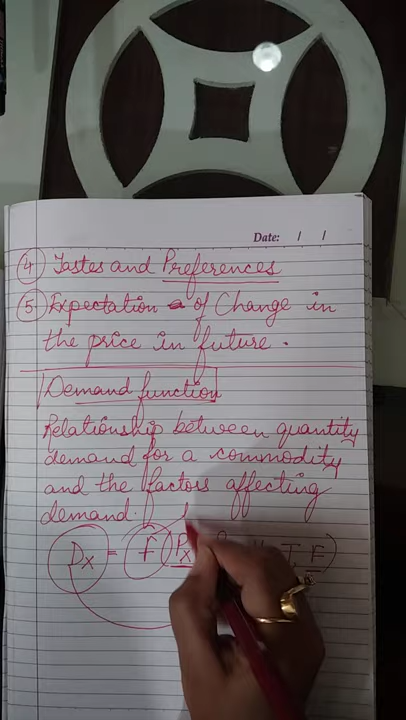 Date: / /
④ Tastes and Preferences
⑤ Expectation of Change in
the price in future.
Demand function
Relationship between quantity
demand for a commodity
and the factors affecting
demand.
Dx = f (Px T, F)